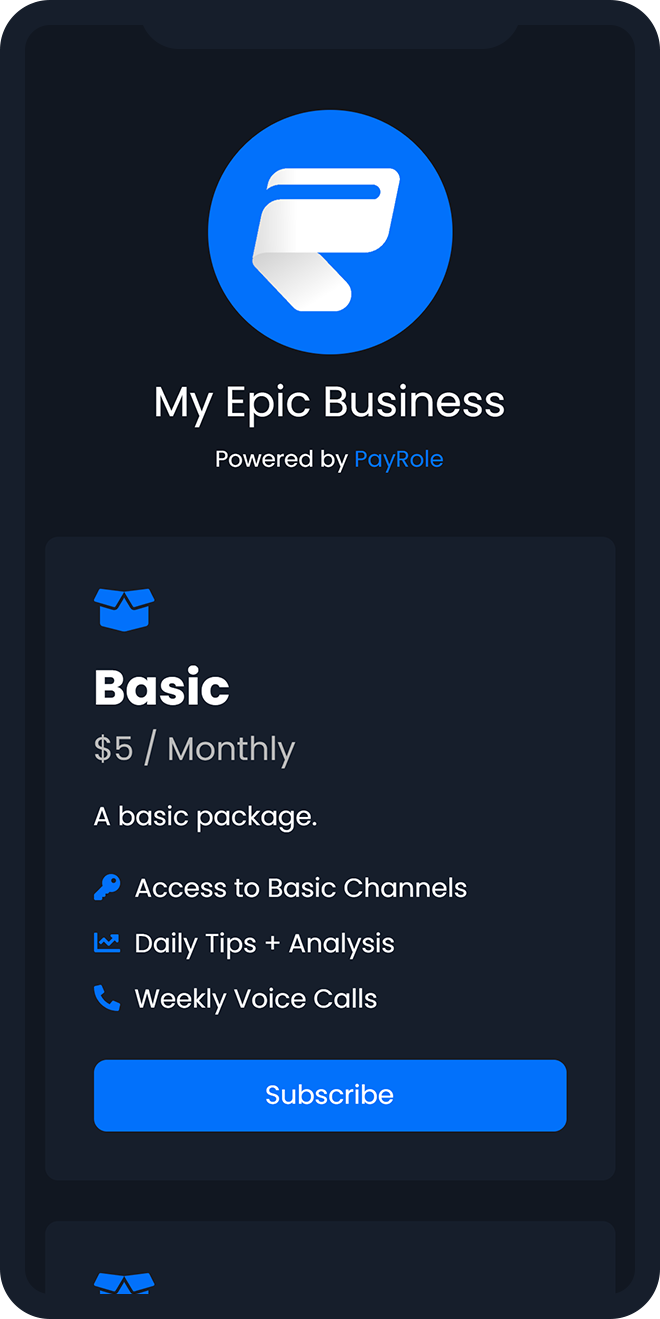 My Epic Business
Powered by PayRole
Basic
$5 / Monthly
A basic package.
Access to Basic Channels
Daily Tips + Analysis
Weekly Voice Calls
Subscribe